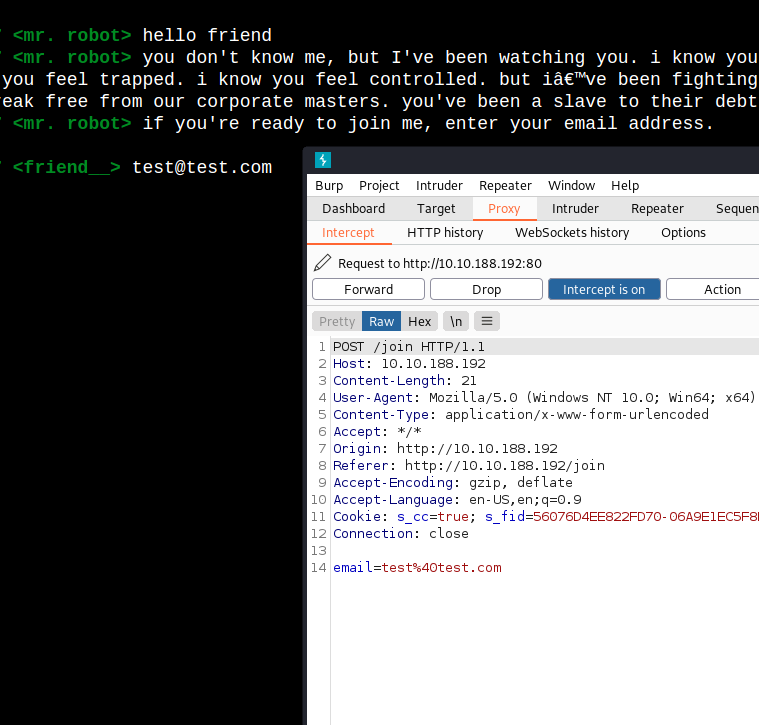 <mr. robot> hello friend
<mr. robot> you don't know me, but I've been watching you. i know you
you feel trapped. i know you feel controlled. but iâ€™ve been fighting
eak free from our corporate masters. you've been a slave to their debt
<mr. robot> if you're ready to join me, enter your email address.
<friend__> test@test.com
Burp Project Intruder Repeater Window Help
Dashboard Target Proxy Intruder Repeater Sequen
Intercept HTTP history WebSockets history Options
Request to http://10.10.188.192:80
Forward Drop Intercept is on Action
Pretty Raw Hex \n
1 POST /join HTTP/1.1
2 Host: 10.10.188.192
3 Content-Length: 21
4 User-Agent: Mozilla/5.0 (Windows NT 10.0; Win64; x64)
5 Content-Type: application/x-www-form-urlencoded
6 Accept: */*
7 Origin: http://10.10.188.192
8 Referer: http://10.10.188.192/join
9 Accept-Encoding: gzip, deflate
10 Accept-Language: en-US,en;q=0.9
11 Cookie: s_cc=true; s_fid=56076D4EE822FD70-06A9E1EC5F8
12 Connection: close
13
14 email=test%40test.com